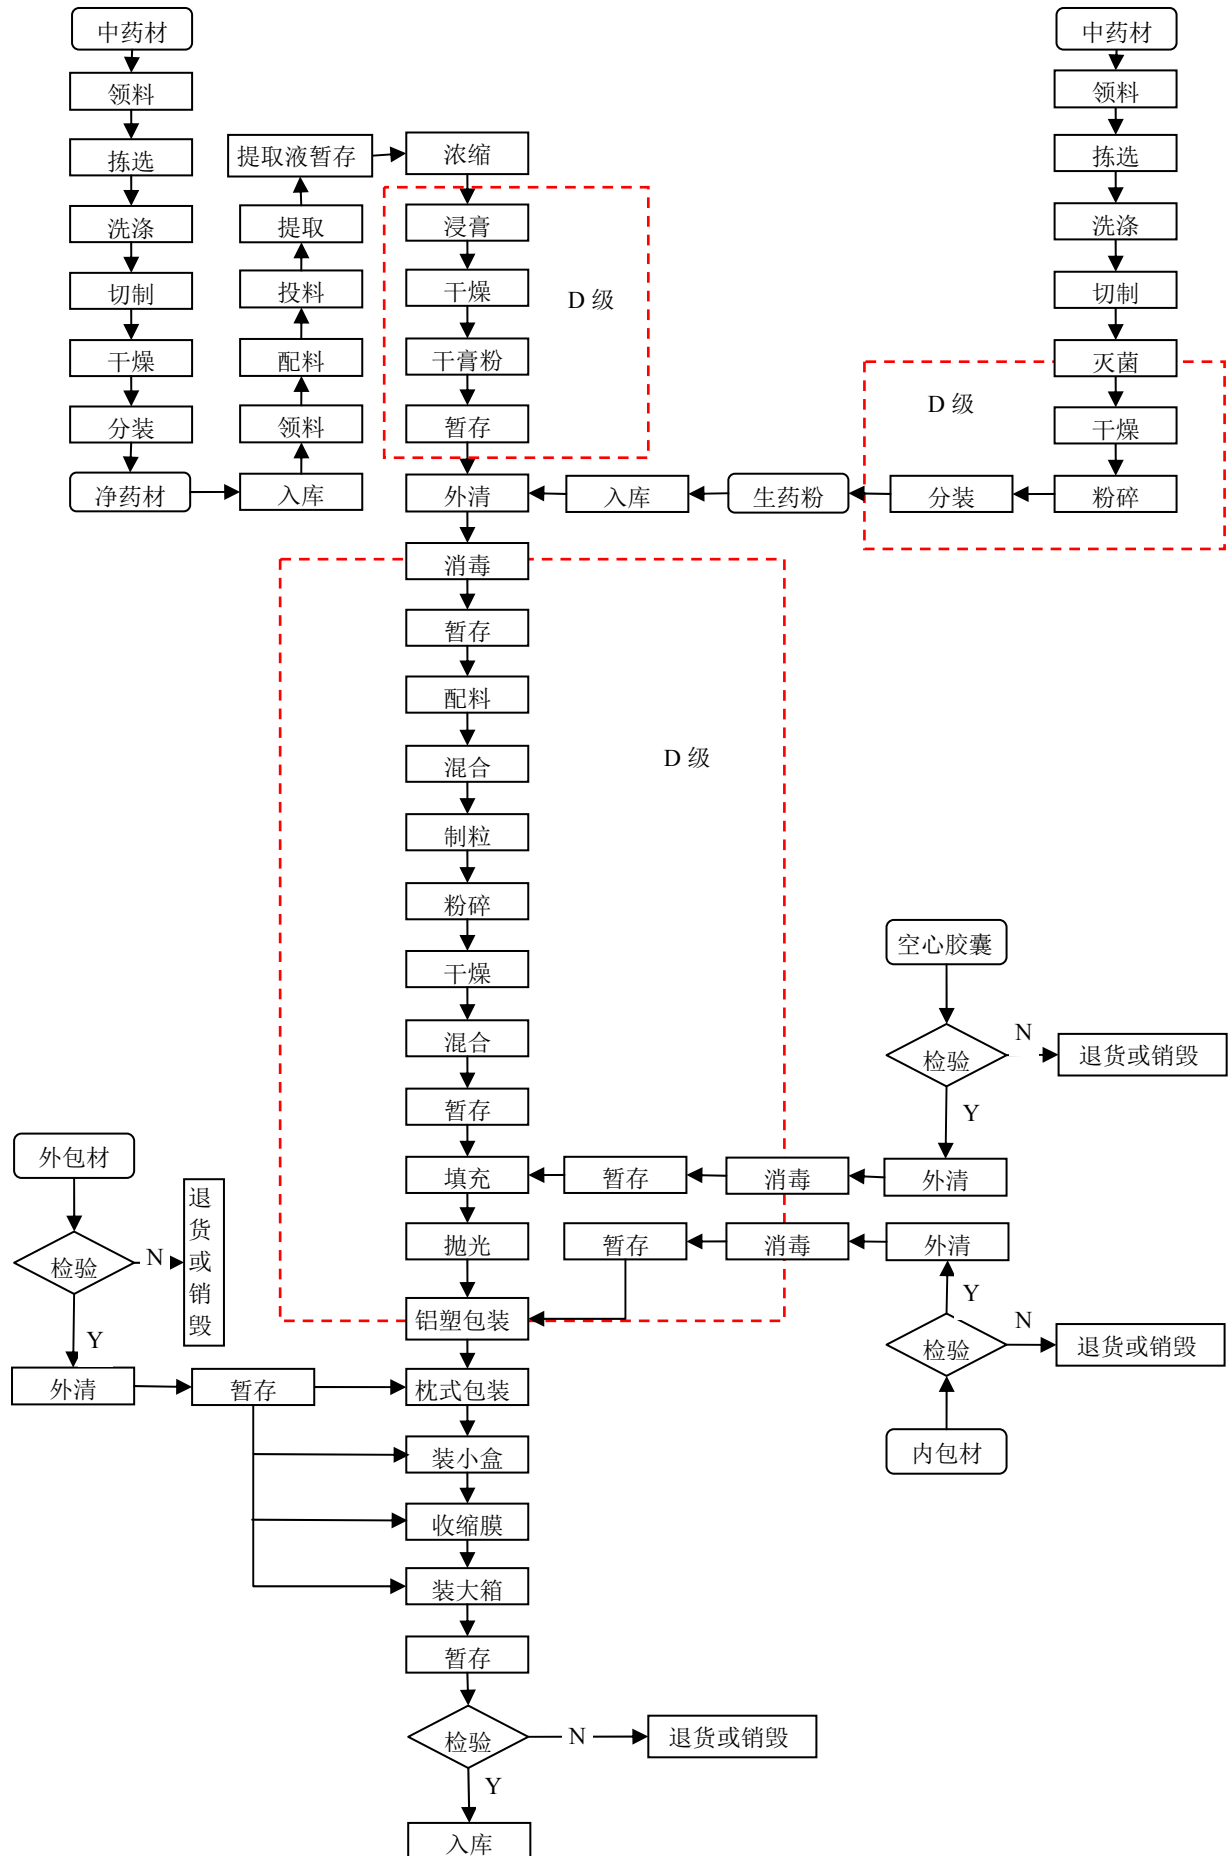 中药材
领料
拣选
洗涤
切制
干燥
分装
净药材
入库
领料
配料
投料
提取
提取液暂存
浓缩
浸膏
干燥
干膏粉
暂存
D 级
外清
中药材
领料
拣选
洗涤
切制
灭菌
干燥
粉碎
D 级
分装
生药粉
入库
消毒
暂存
配料
混合
制粒
粉碎
干燥
混合
暂存
填充
抛光
铝塑包装
D 级
空心胶囊
检验
N
退货或销毁
Y
外清
消毒
暂存
暂存
消毒
外清
Y
检验
N
退货或销毁
内包材
外包材
检验
N
退
货
或
销
毁
Y
外清
暂存
枕式包装
装小盒
收缩膜
装大箱
暂存
检验
N
退货或销毁
Y
入库